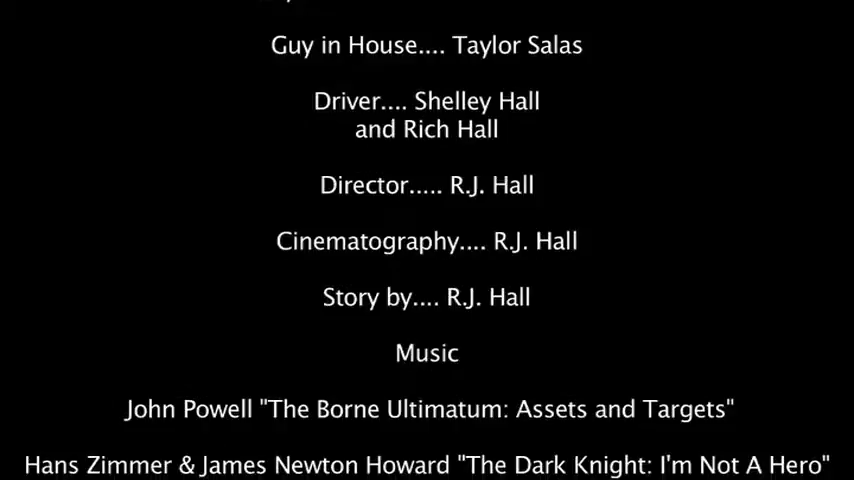 Guy in House.... Taylor Salas
Driver.... Shelley Hall
and Rich Hall
Director..... R.J. Hall
Cinematography.... R.J. Hall
Story by.... R.J. Hall
Music
John Powell "The Borne Ultimatum: Assets and Targets"
Hans Zimmer & James Newton Howard "The Dark Knight: I'm Not A Hero"